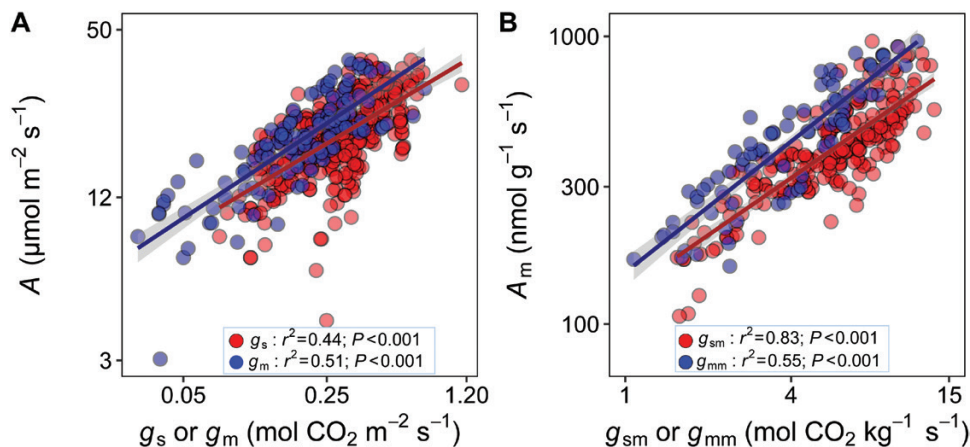 A
50
12
3
A (µmol m⁻² s⁻¹)
gₛ : r²=0.44; P<0.001
gₘ : r²=0.51; P<0.001
0.05 0.25 1.20
gₛ or gₘ (mol CO₂ m⁻² s⁻¹)
B
1000
300
100
Aₘ (nmol g⁻¹ s⁻¹)
gₛₘ : r²=0.83; P<0.001
gₘₘ : r²=0.55; P<0.001
1 4 15
gₛₘ or gₘₘ (mol CO₂ kg⁻¹ s⁻¹)